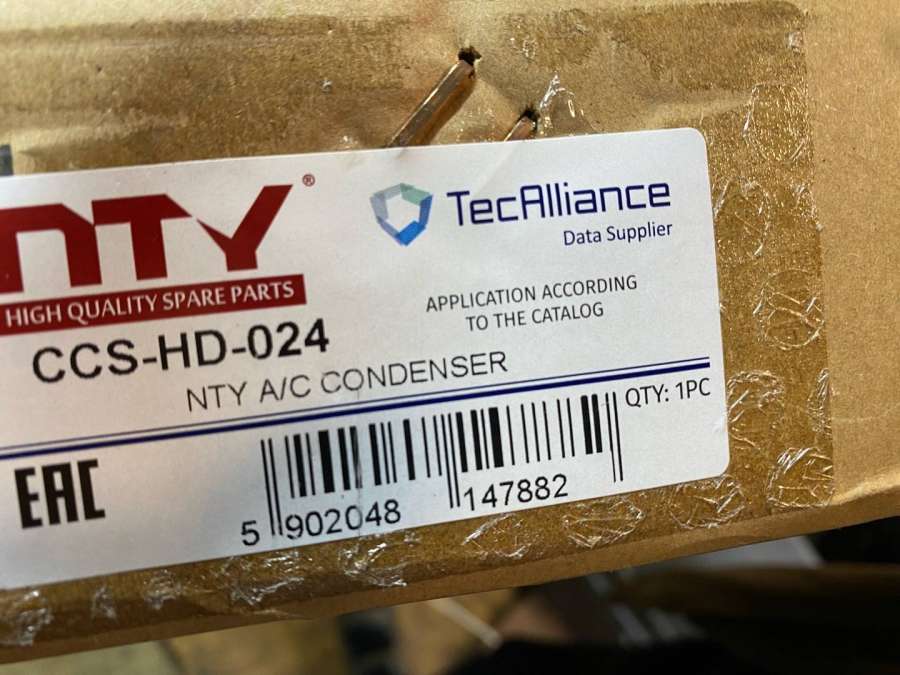 NTY®
HIGH QUALITY SPARE PARTS
TecAlliance
Data Supplier
APPLICATION ACCORDING
TO THE CATALOG
CCS-HD-024
NTY A/C CONDENSER
QTY: 1PC
EAC
5 902048 147882